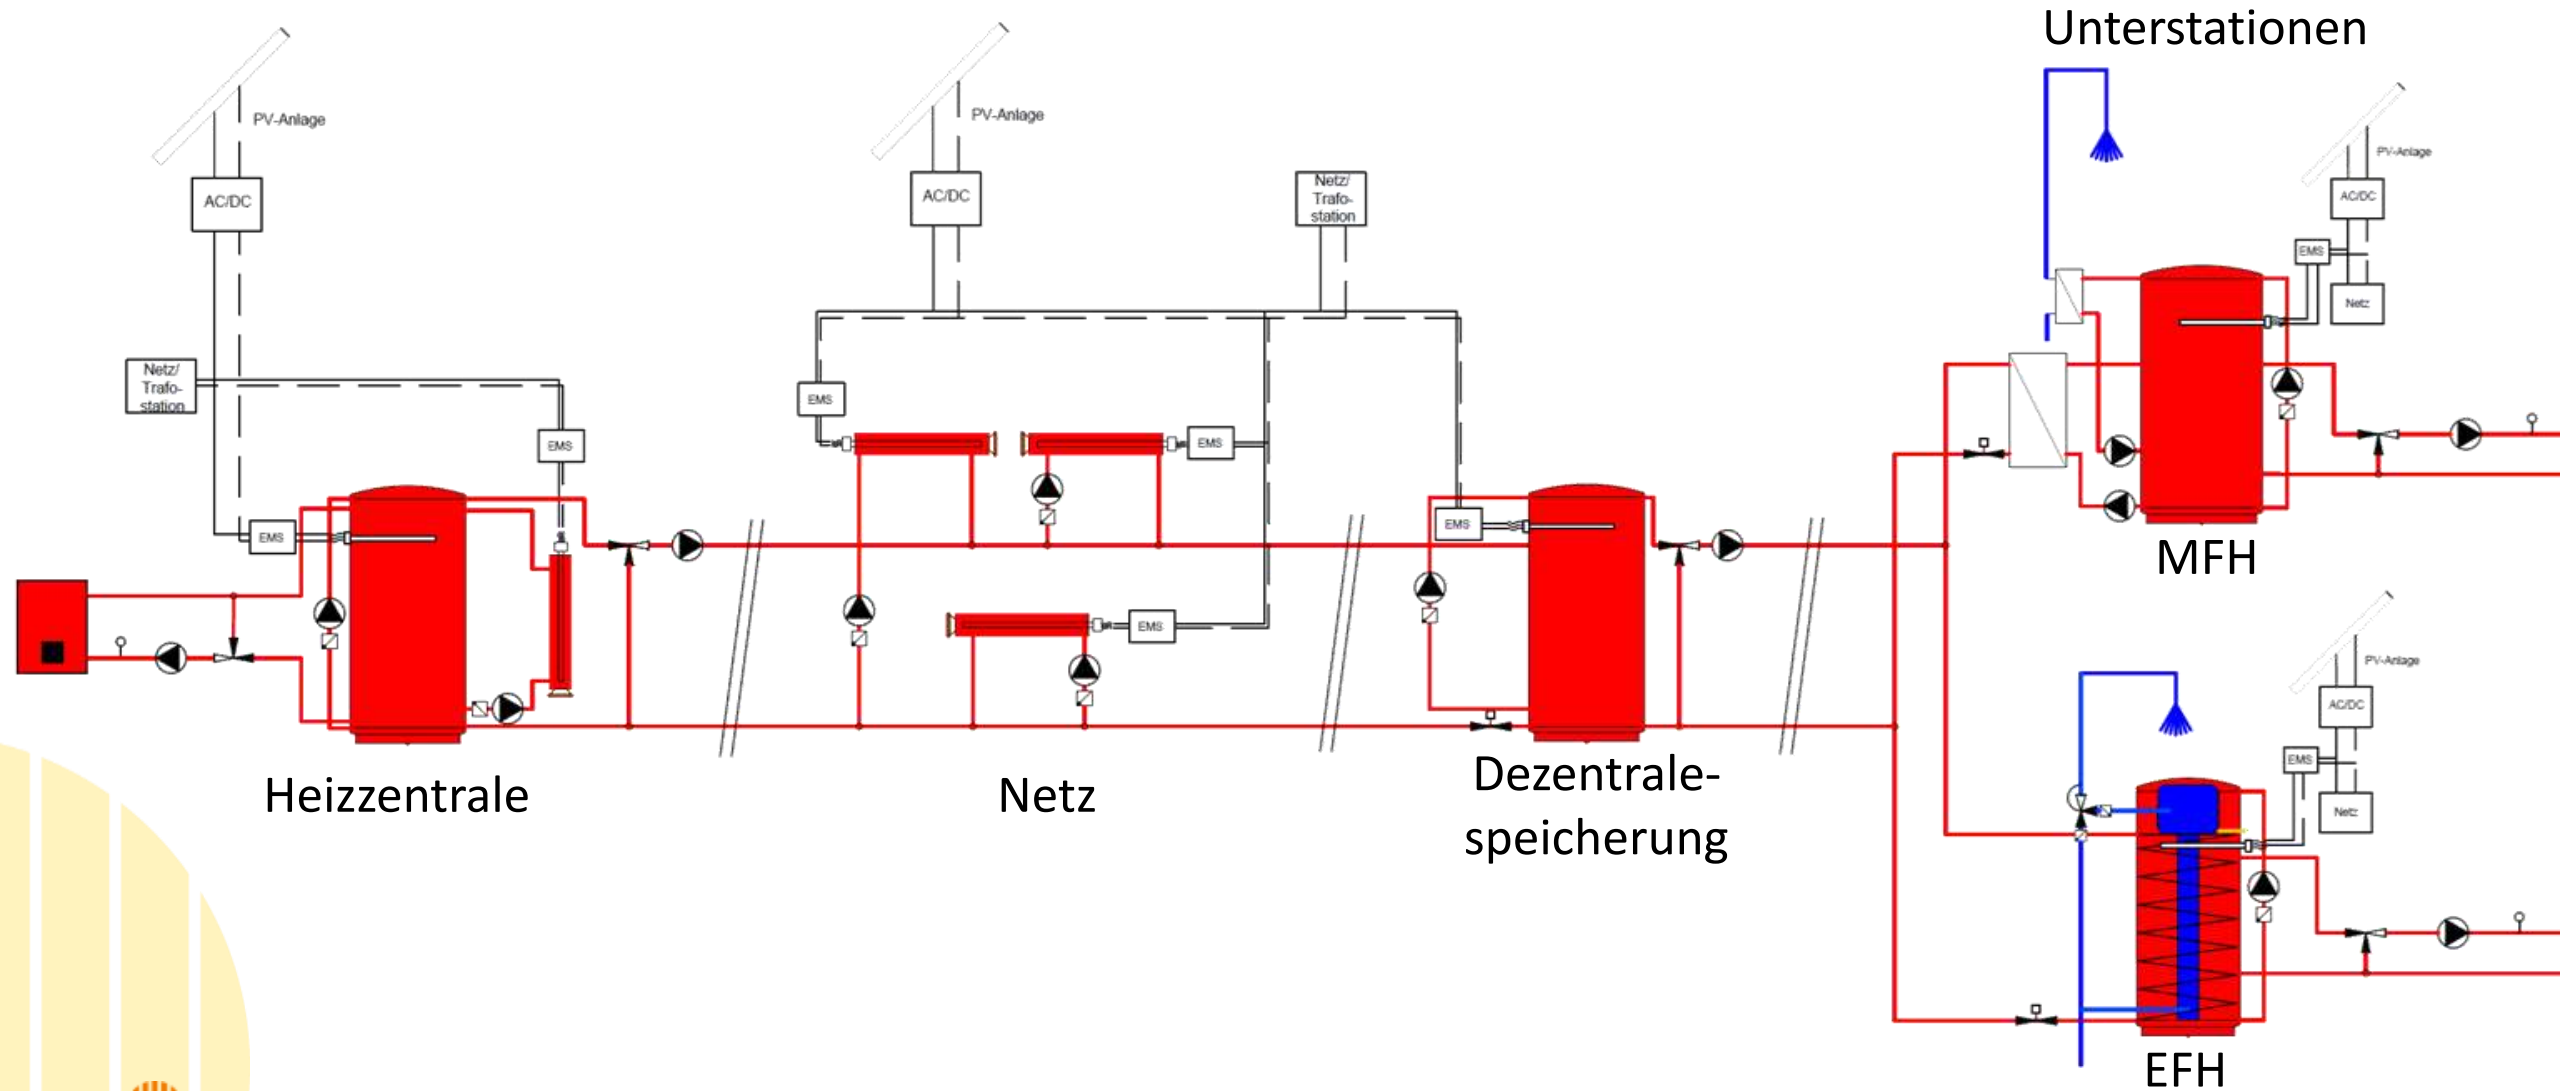 Unterstationen
PV-Anlage
AC/DC
Netz/
Trafo-
station
EMS
EMS
Heizzentrale
PV-Anlage
AC/DC
Netz/
Trafo-
station
EMS
EMS
EMS
Netz
EMS
Dezentrale-
speicherung
PV-Anlage
AC/DC
EMS
Netz
MFH
PV-Anlage
AC/DC
EMS
Netz
EFH